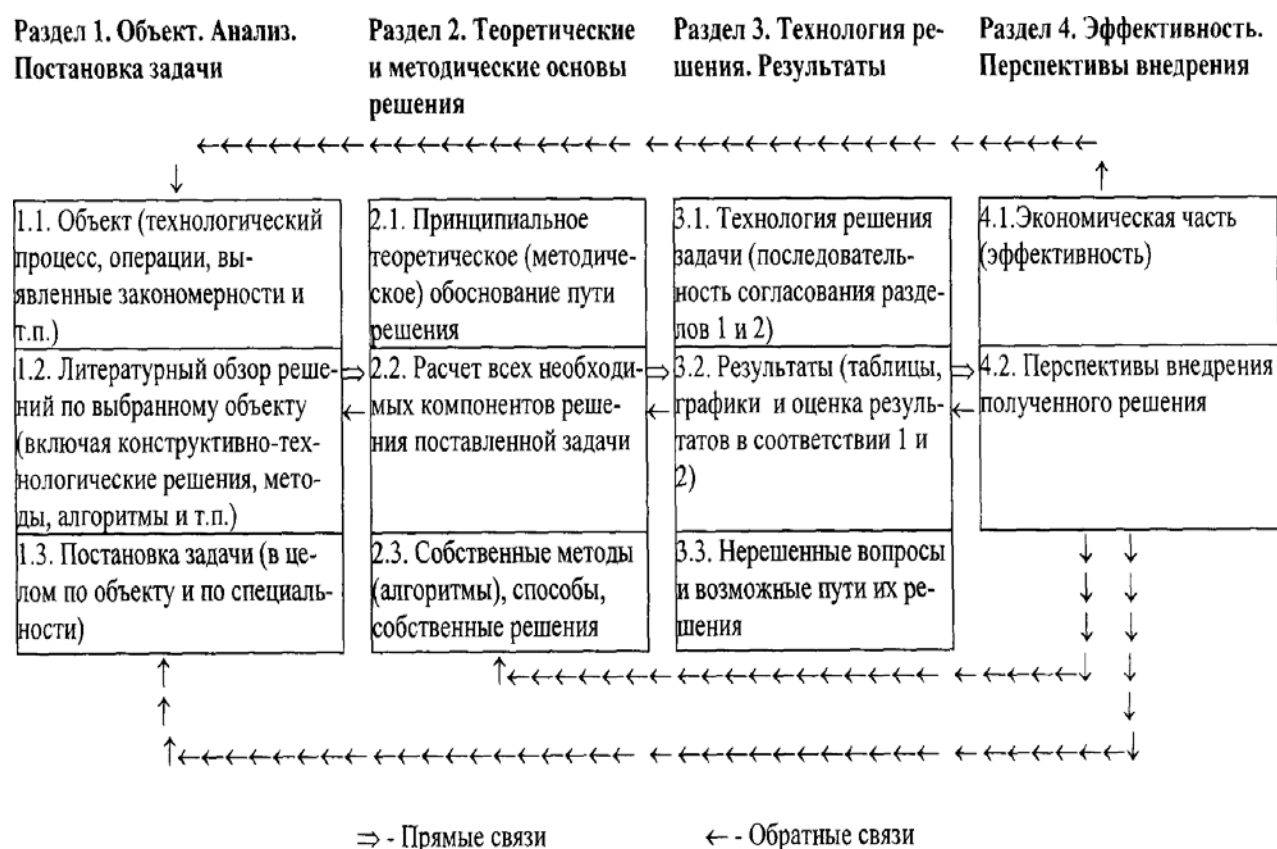 Раздел 1. Объект. Анализ.
Постановка задачи
Раздел 2. Теоретические
и методические основы
решения
Раздел 3. Технология ре-
шения. Результаты
Раздел 4. Эффективность.
Перспективы внедрения
1.1. Объект (технологический
процесс, операции, вы-
явленные закономерности и
т.п.)
1.2. Литературный обзор реше-
ний по выбранному объекту
(включая конструктивно-тех-
нологические решения, мето-
ды, алгоритмы и т.п.)
1.3. Постановка задачи (в це-
лом по объекту и по специаль-
ности)
2.1. Принципиальное
теоретическое (методиче-
ское) обоснование пути
решения
2.2. Расчет всех необходи-
мых компонентов реше-
ния поставленной задачи
2.3. Собственные методы
(алгоритмы), способы,
собственные решения
3.1. Технология решения
задачи (последователь-
ность согласования разде-
лов 1 и 2)
3.2. Результаты (таблицы,
графики и оценка резуль-
татов в соответствии 1 и
2)
3.3. Нерешенные вопросы
и возможные пути их ре-
шения
4.1.Экономическая часть
(эффективность)
4.2. Перспективы внедрения
полученного решения
⇒ - Прямые связи
← - Обратные связи